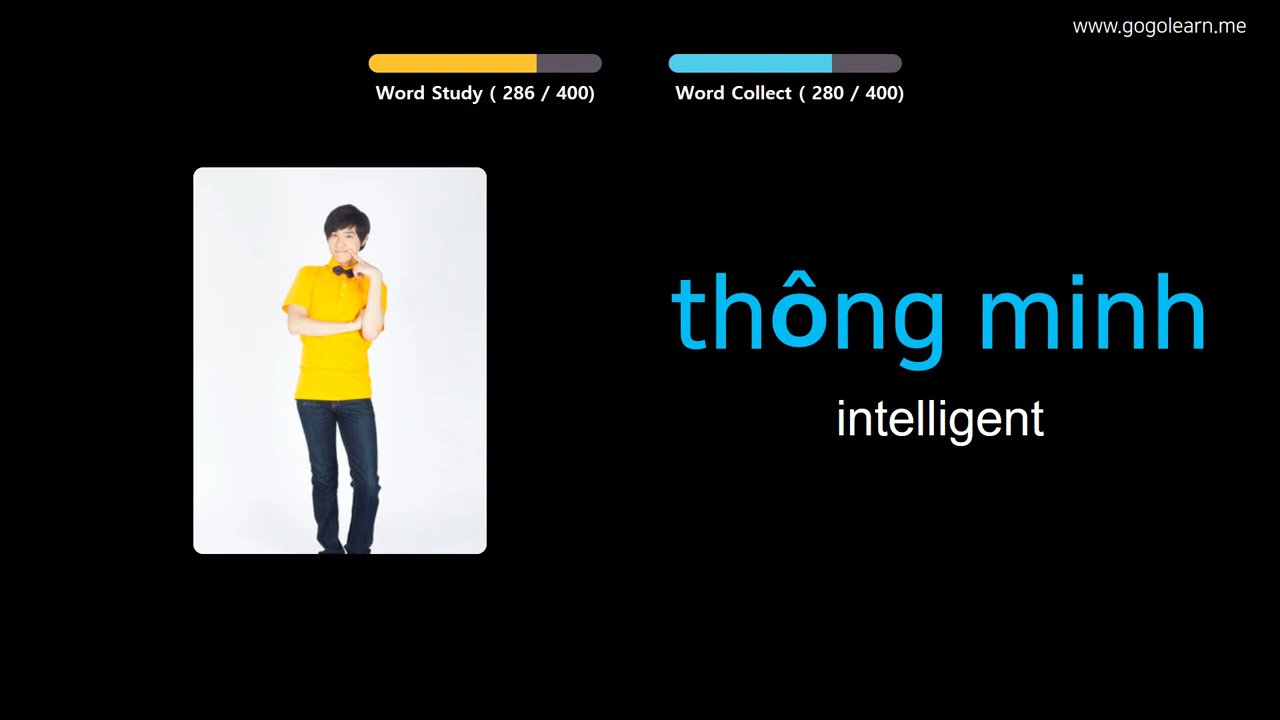 www.gogolearn.me
Word Study ( 286 / 400)
Word Collect ( 280 / 400)
thông minh
intelligent